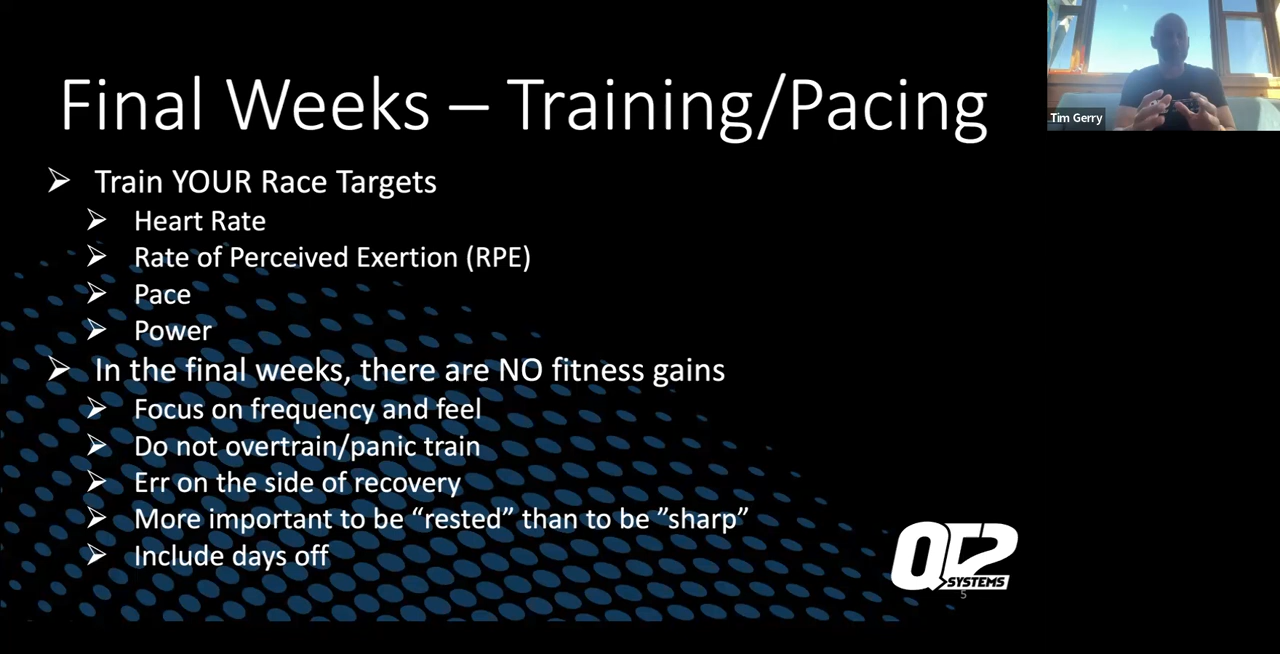 Final Weeks – Training/Pacing
Tim Gerry
Train YOUR Race Targets
Heart Rate
Rate of Perceived Exertion (RPE)
Pace
Power
In the final weeks, there are NO fitness gains
Focus on frequency and feel
Do not overtrain/panic train
Err on the side of recovery
More important to be “rested” than to be ”sharp”
Include days off
QT2
SYSTEMS
5